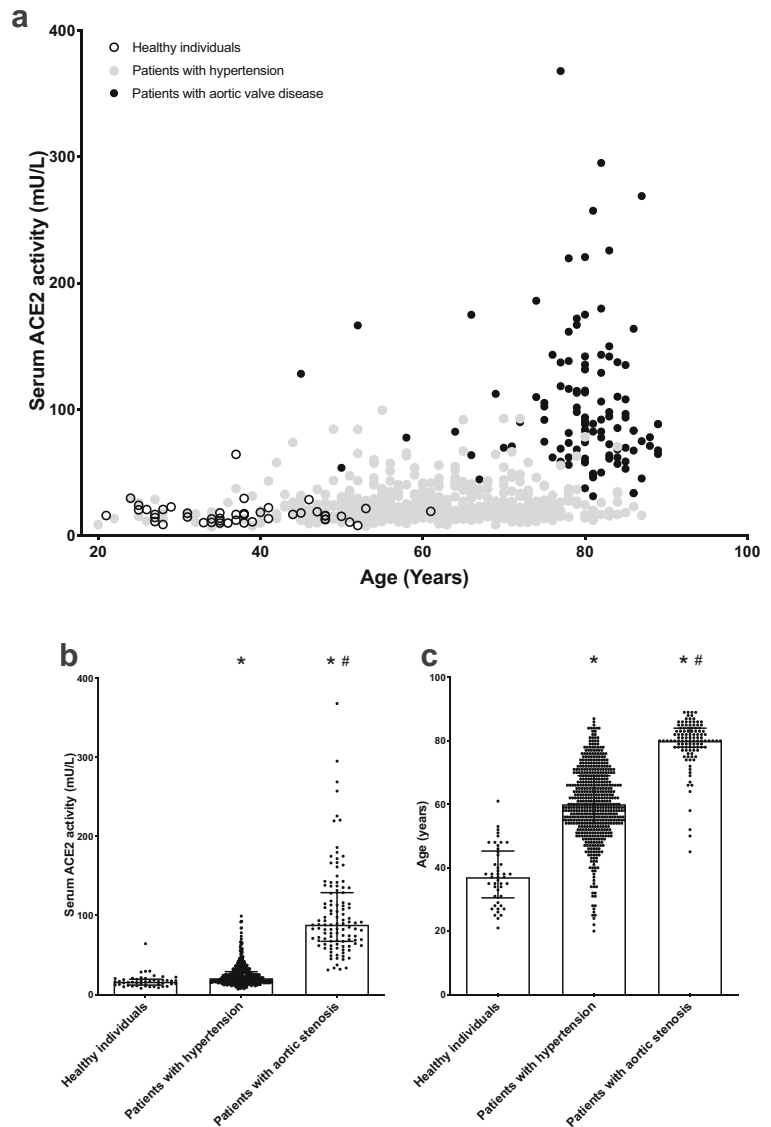 a
400
300
200
100
0
Serum ACE2 activity (mU/L)
Healthy individuals
Patients with hypertension
Patients with aortic valve disease
20 40 60 80 100
Age (Years)
b
* * #
400
300
200
100
0
Serum ACE2 activity (mU/L)
Healthy individuals
Patients with hypertension
Patients with aortic stenosis
c
* * #
100
80
60
40
20
0
Age (years)
Healthy individuals
Patients with hypertension
Patients with aortic stenosis